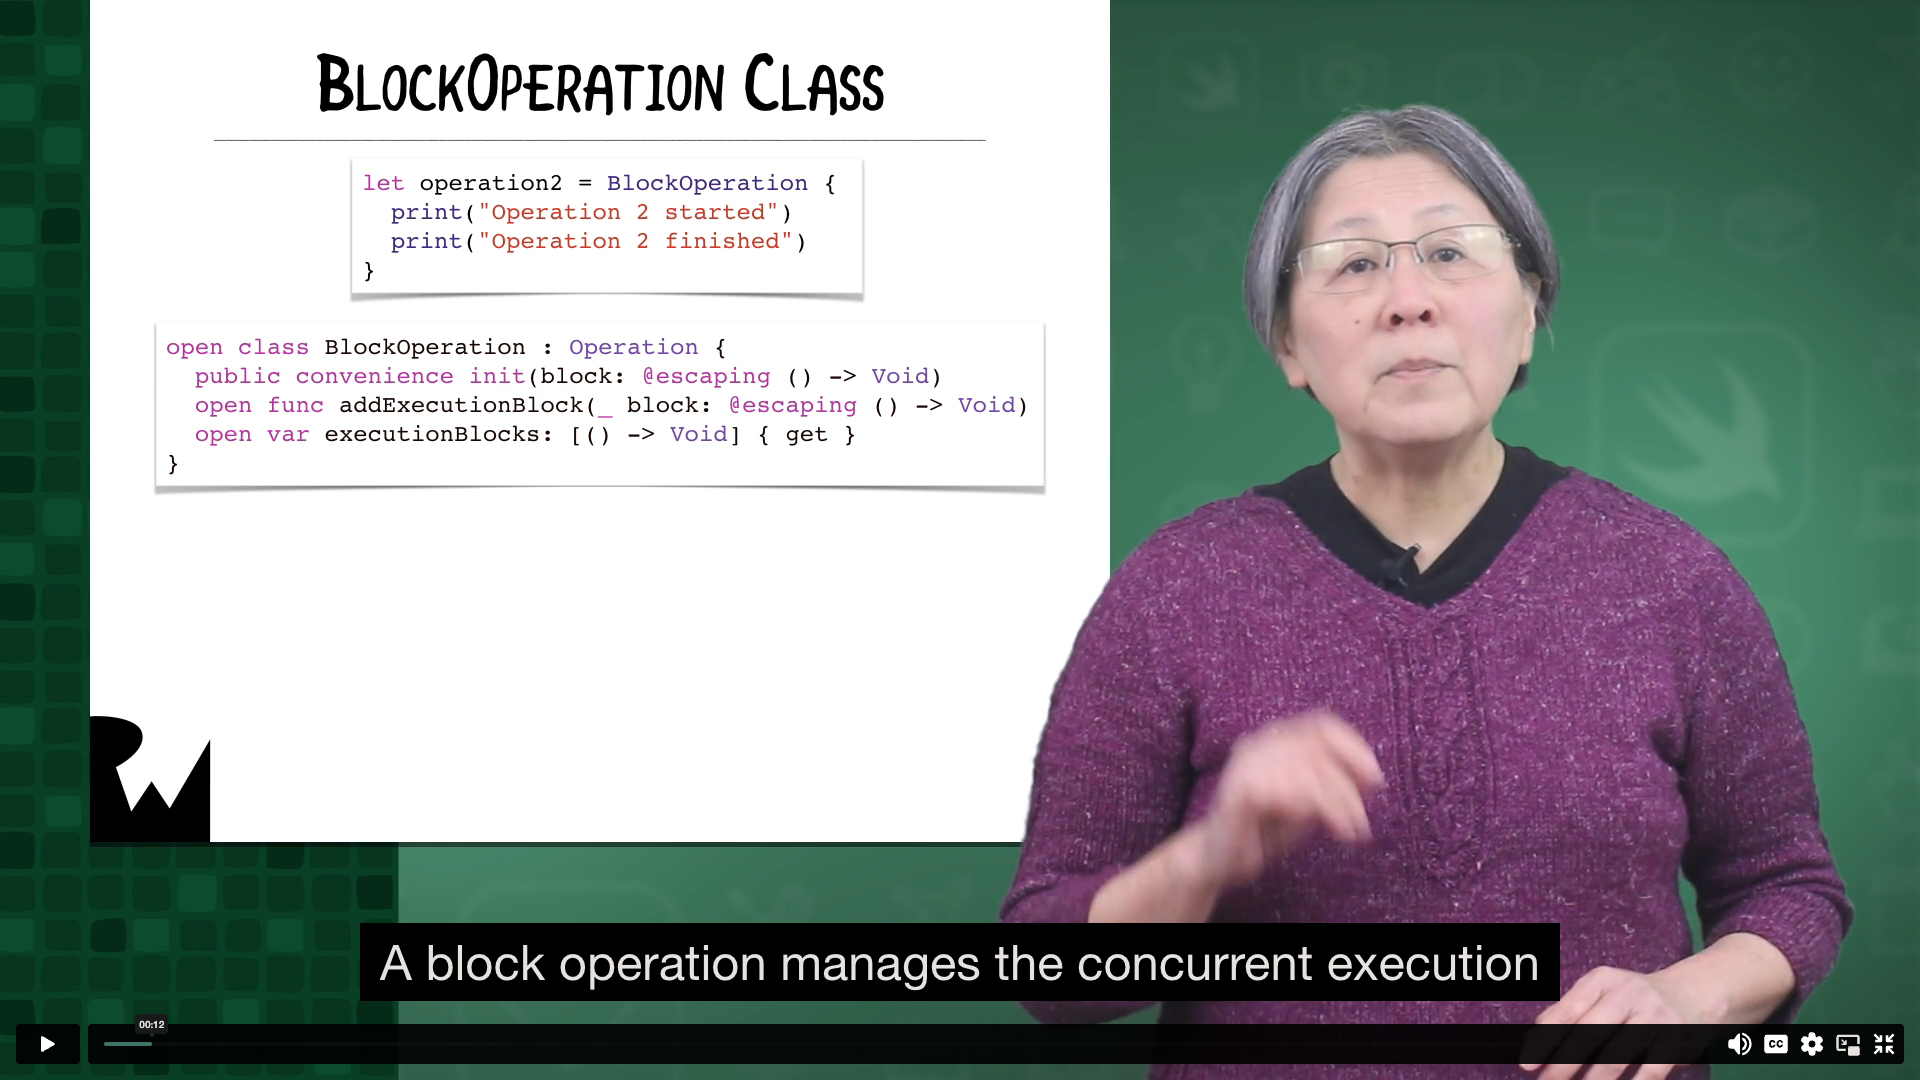 BLOCKOPERATION CLASS
let operation2 = BlockOperation {
  print("Operation 2 started")
  print("Operation 2 finished")
}
open class BlockOperation : Operation {
  public convenience init(block: @escaping () -> Void)
  open func addExecutionBlock(_ block: @escaping () -> Void)
  open var executionBlocks: [() -> Void] { get }
}
RW
A block operation manages the concurrent execution
00:12
CC